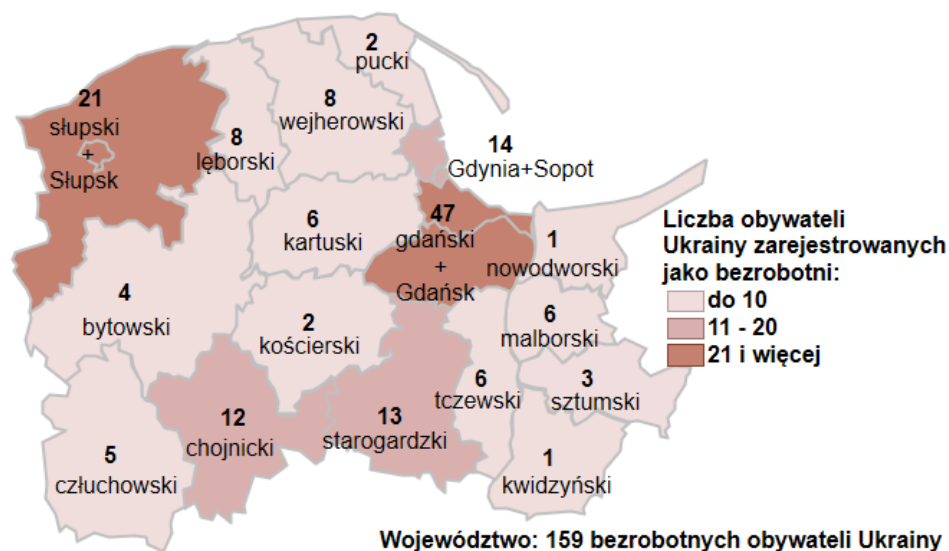 2
pucki
21
słupski
+
Słupsk
8
wejherowski
8
lęborski
14
Gdynia+Sopot
6
kartuski
47
gdański
+
Gdańsk
1
nowodworski
Liczba obywateli
Ukrainy zarejestrowanych
jako bezrobotni:
do 10
11 - 20
21 i więcej
4
bytowski
2
kościerski
6
malborski
6
tczewski
3
sztumski
12
chojnicki
13
starogardzki
5
człuchowski
1
kwidzyński
Województwo: 159 bezrobotnych obywateli Ukrainy